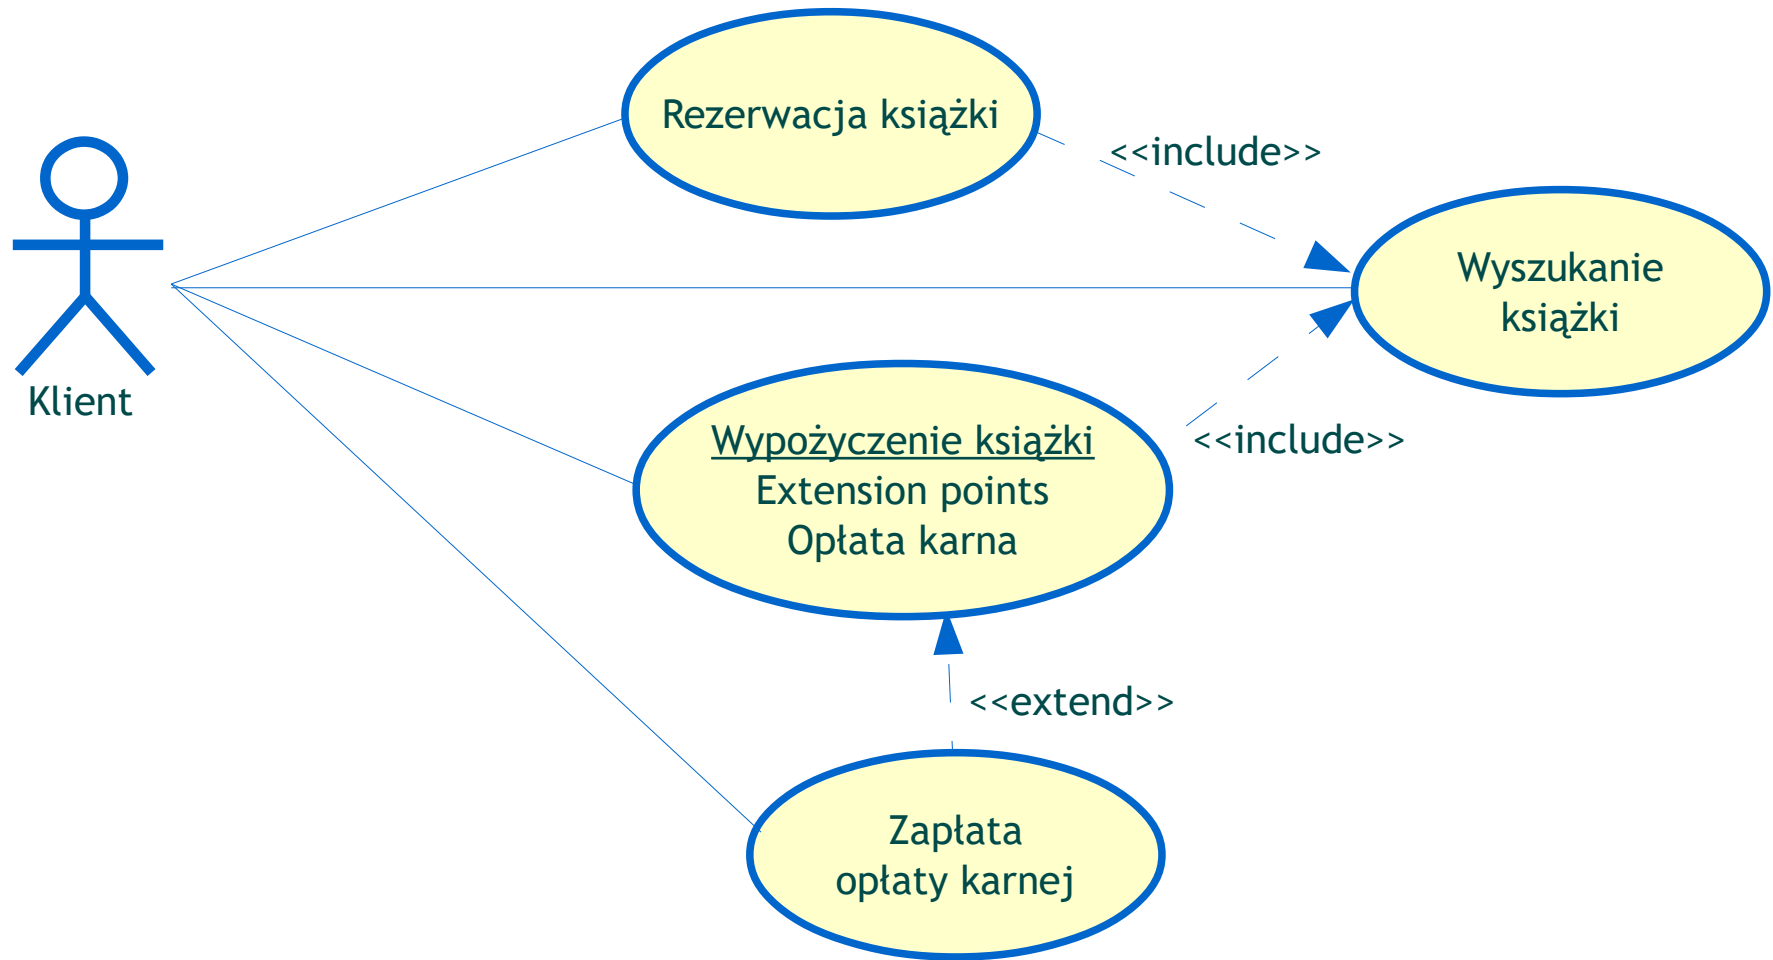 Rezerwacja książki
<<include>>
Wyszukanie
książki
Klient
Wypożyczenie książki
Extension points
Opłata karna
<<include>>
<<extend>>
Zapłata
opłaty karnej